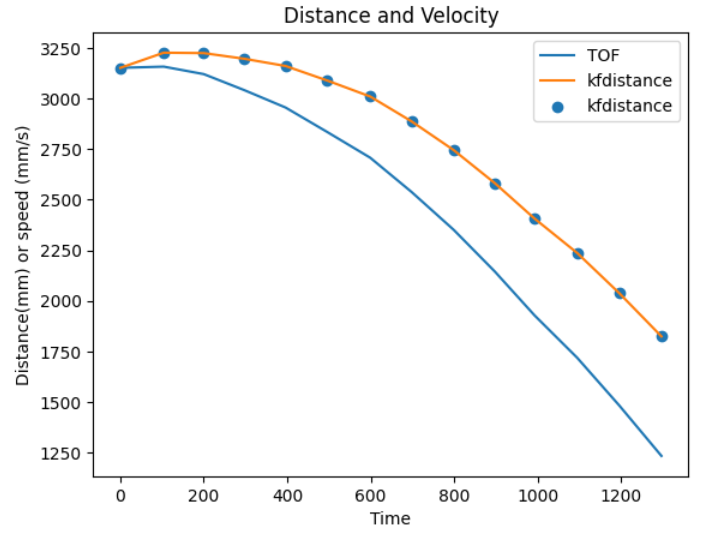 Distance and Velocity
TOF
kfdistance
kfdistance
Distance(mm) or speed (mm/s)
3250
3000
2750
2500
2250
2000
1750
1500
1250
0 200 400 600 800 1000 1200
Time